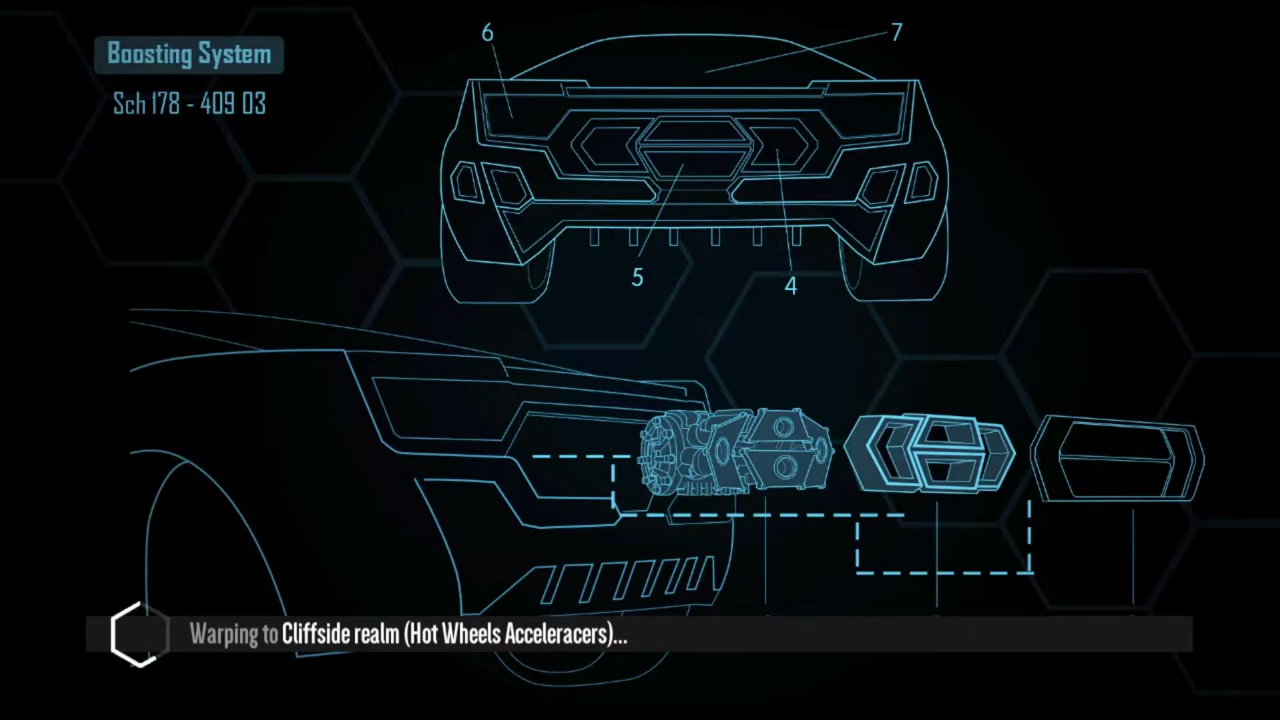 Boosting System
Sch 178 - 409 03
6
7
5
4
Warping to Cliffside realm (Hot Wheels Acceleracers)...